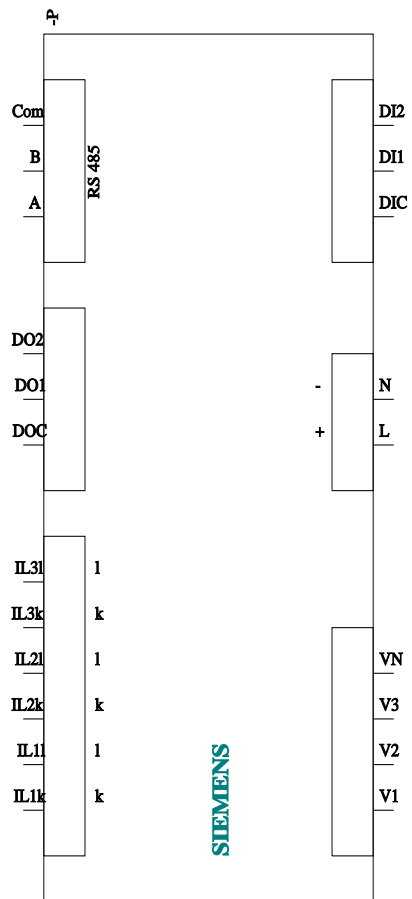 -P
Com
B
A
RS 485
DI2
DI1
DIC
DO2
DO1
DOC
- N
+ L
IL3l l
IL3k k
IL2l l
IL2k k
IL1l l
IL1k k
VN
V3
V2
V1
SIEMENS